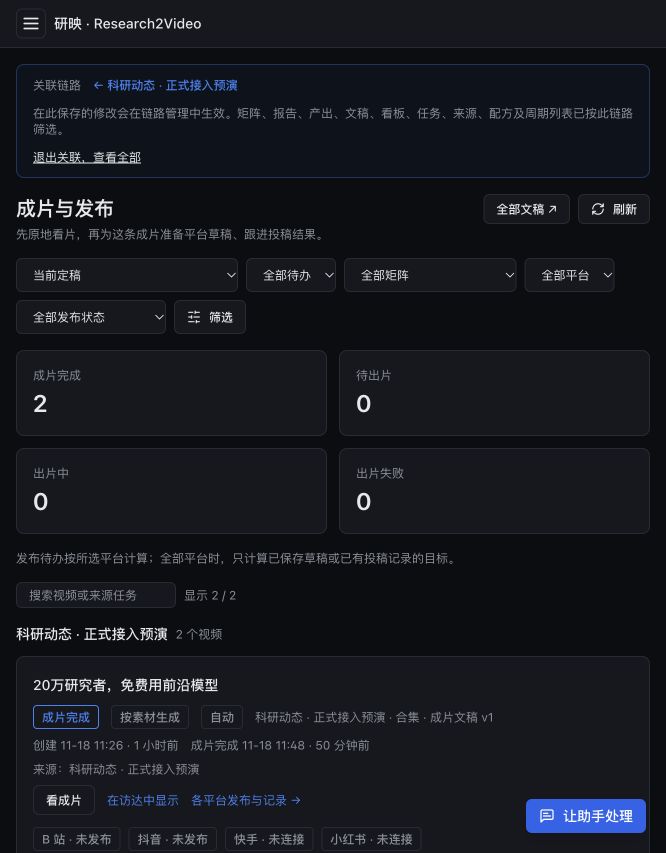 研映 · Research2Video
关联链路 ← 科研动态 · 正式接入预演
在此保存的修改会在链路管理中生效。矩阵、报告、产出、文稿、看板、任务、来源、配方及周期列表已按此链路
筛选。
退出关联，查看全部
成片与发布
全部文稿 ↗ 刷新
先原地看片，再为这条成片准备平台草稿、跟进投稿结果。
当前定稿 全部待办 全部矩阵 全部平台
全部发布状态 筛选
成片完成 待出片
2 0
出片中 出片失败
0 0
发布待办按所选平台计算；全部平台时，只计算已保存草稿或已有投稿记录的目标。
搜索视频或来源任务 显示 2 / 2
科研动态 · 正式接入预演 2 个视频
20万研究者，免费用前沿模型
成片完成 按素材生成 自动 科研动态 · 正式接入预演 · 合集 · 成片文稿 v1
创建 11-18 11:26 · 1 小时前 成片完成 11-18 11:48 · 50 分钟前
来源：科研动态 · 正式接入预演
看成片 在访达中显示 各平台发布与记录 →
让助手处理
B 站 · 未发布 抖音 · 未发布 快手 · 未连接 小红书 · 未连接